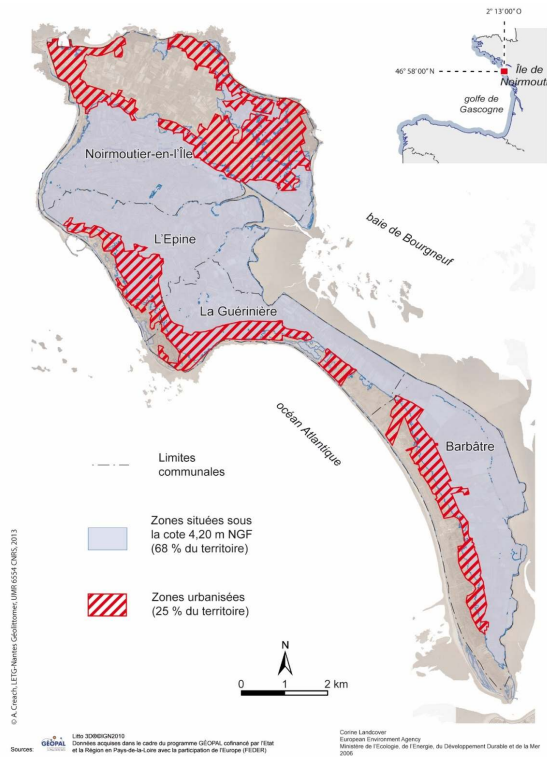 2° 13'00"O
46° 58'00"N
Île de
Noirmouti
golfe de
Gascogne
Noirmoutier-en-l'Île
baie de Bourgneuf
L'Epine
La Guérinière
océan Atlantique
Barbâtre
Limites
communales
Zones situées sous
la cote 4,20 m NGF
(68 % du territoire)
Zones urbanisées
(25 % du territoire)
N
0 1 2 km
© A. Creach, LETG-Nantes Géolittomer, UMR 6554 CNRS, 2013
Sources:
GÉOPAL
Litto 3D®©IGN2010
Données acquises dans le cadre du programme GÉOPAL cofinancé par l'Etat
et la Région en Pays-de-la-Loire avec la participation de l'Europe (FEDER)
Corine Landcover
European Environment Agency
Ministère de l'Ecologie, de l'Energie, du Développement Durable et de la Mer
2006